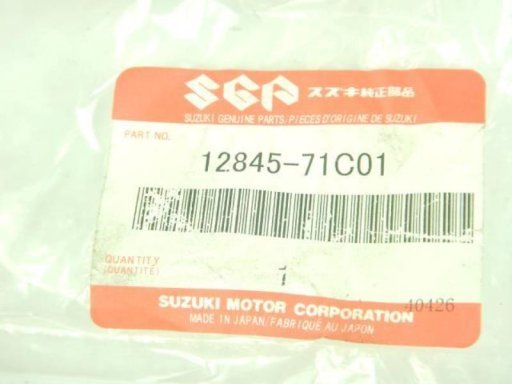 SGP スズキ純正部品
SUZUKI GENUINE PARTS/PIECES D'ORIGINE DE SUZUKI
PART NO.
12845-71C01
QUANTITY
(QUANTITÉ)
1
SUZUKI MOTOR CORPORATION
40426
MADE IN JAPAN/FABRIQUE AU JAPON